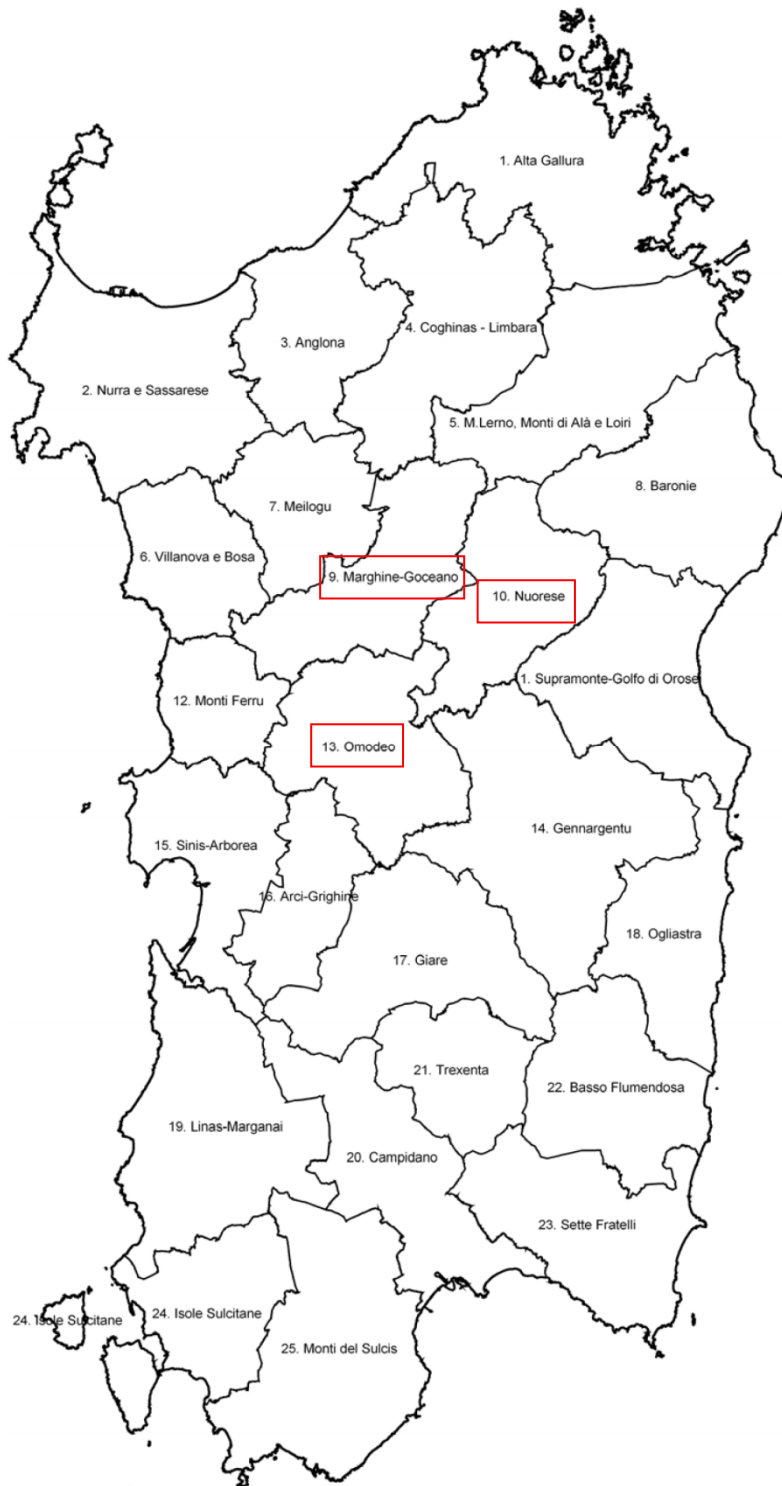 1. Alta Gallura
4. Coghinas - Limbara
3. Anglona
2. Nurra e Sassarese
5. M.Lerno, Monti di Alà e Loiri
8. Baronie
7. Meilogu
6. Villanova e Bosa
9. Marghine-Goceano
10. Nuorese
1. Supramonte-Golfo di Orose
12. Monti Ferru
13. Omodeo
14. Gennargentu
15. Sinis-Arborea
16. Arci-Grighine
18. Ogliastra
17. Giare
21. Trexenta
22. Basso Flumendosa
19. Linas-Marganai
20. Campidano
23. Sette Fratelli
24. Isole Sulcitane
24. Isole Sulcitane
25. Monti del Sulcis